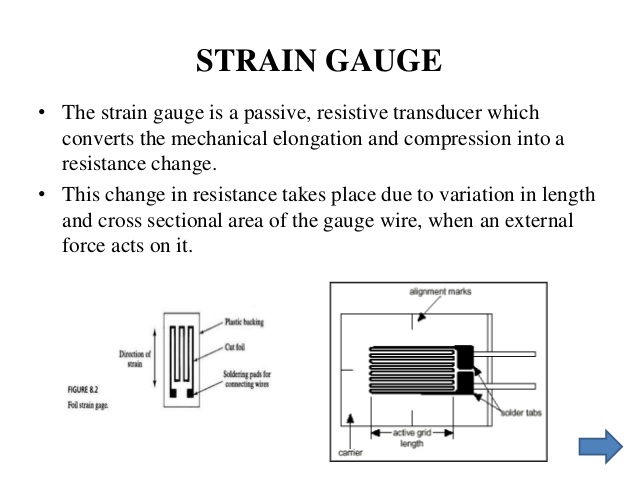 STRAIN GAUGE
• The strain gauge is a passive, resistive transducer which
converts the mechanical elongation and compression into a
resistance change.
• This change in resistance takes place due to variation in length
and cross sectional area of the gauge wire, when an external
force acts on it.
Plastic backing
Direction of
strain
Cut foil
Soldering pads for
connecting wires
FIGURE 8.2
Foil strain gage.
alignment marks
solder tabs
active grid
length
carrier